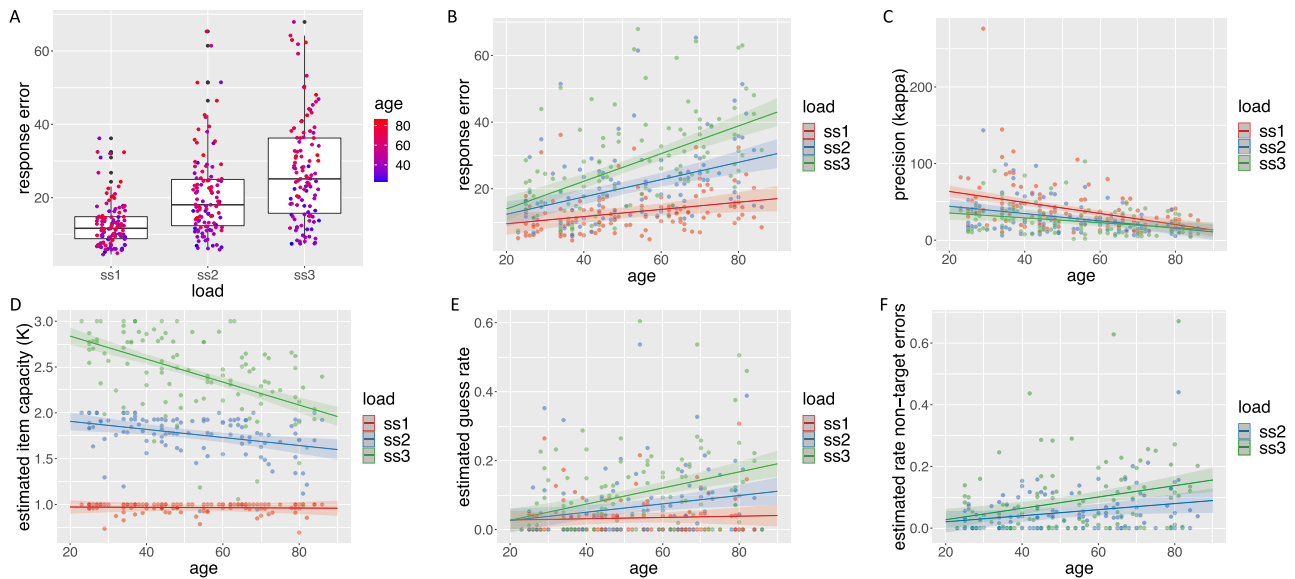 A
60
40
20
response error
ss1 ss2 ss3
load
age
80
60
40
B
60
40
20
response error
20 40 60 80
age
load
ss1
ss2
ss3
C
200
100
0
precision (kappa)
20 40 60 80
age
load
ss1
ss2
ss3
D
3.0
2.5
2.0
1.5
1.0
estimated item capacity (K)
20 40 60 80
age
load
ss1
ss2
ss3
E
0.6
0.4
0.2
0.0
estimated guess rate
20 40 60 80
age
load
ss1
ss2
ss3
F
0.6
0.4
0.2
0.0
estimated rate non-target errors
20 40 60 80
age
load
ss2
ss3